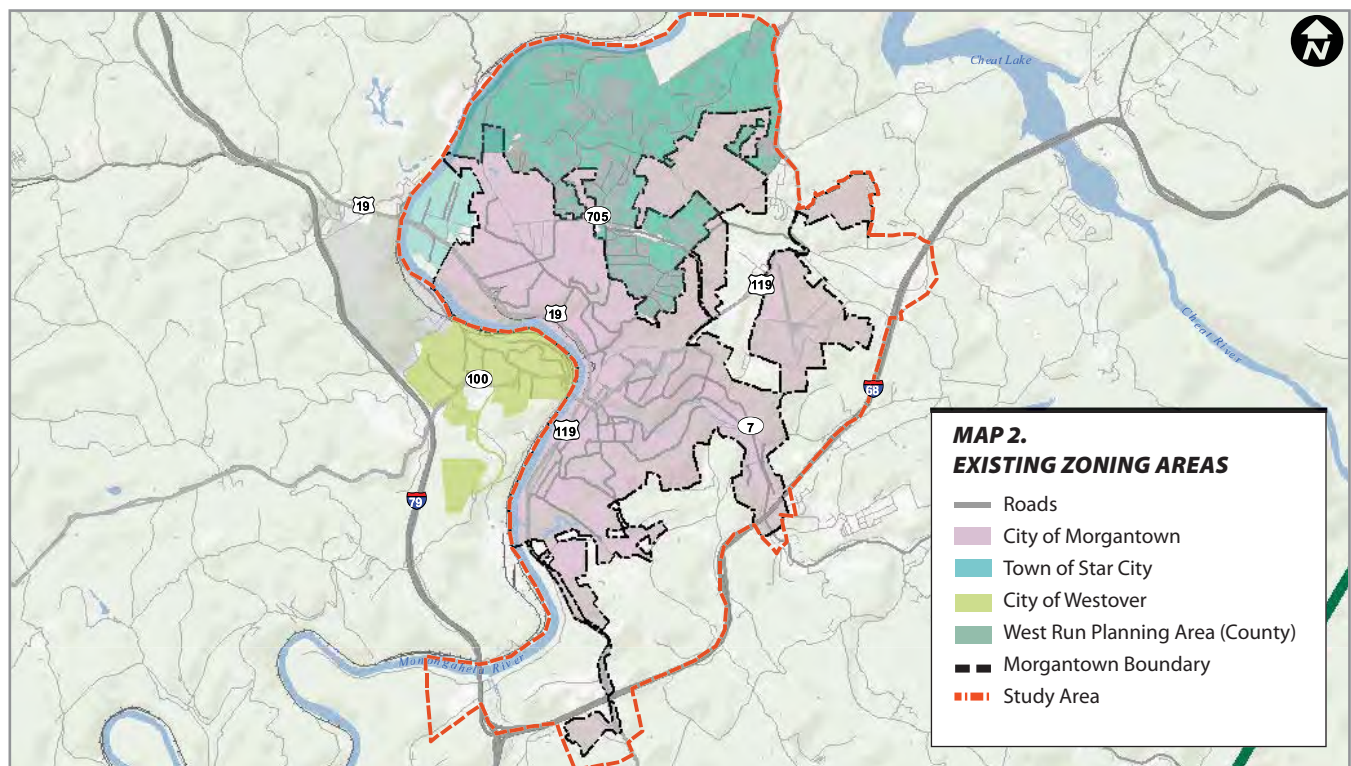 N
Cheat Lake
19
705
119
19
Cheat River
100
68
119
7
79
Monongahela River
MAP 2.
EXISTING ZONING AREAS
Roads
City of Morgantown
Town of Star City
City of Westover
West Run Planning Area (County)
Morgantown Boundary
Study Area